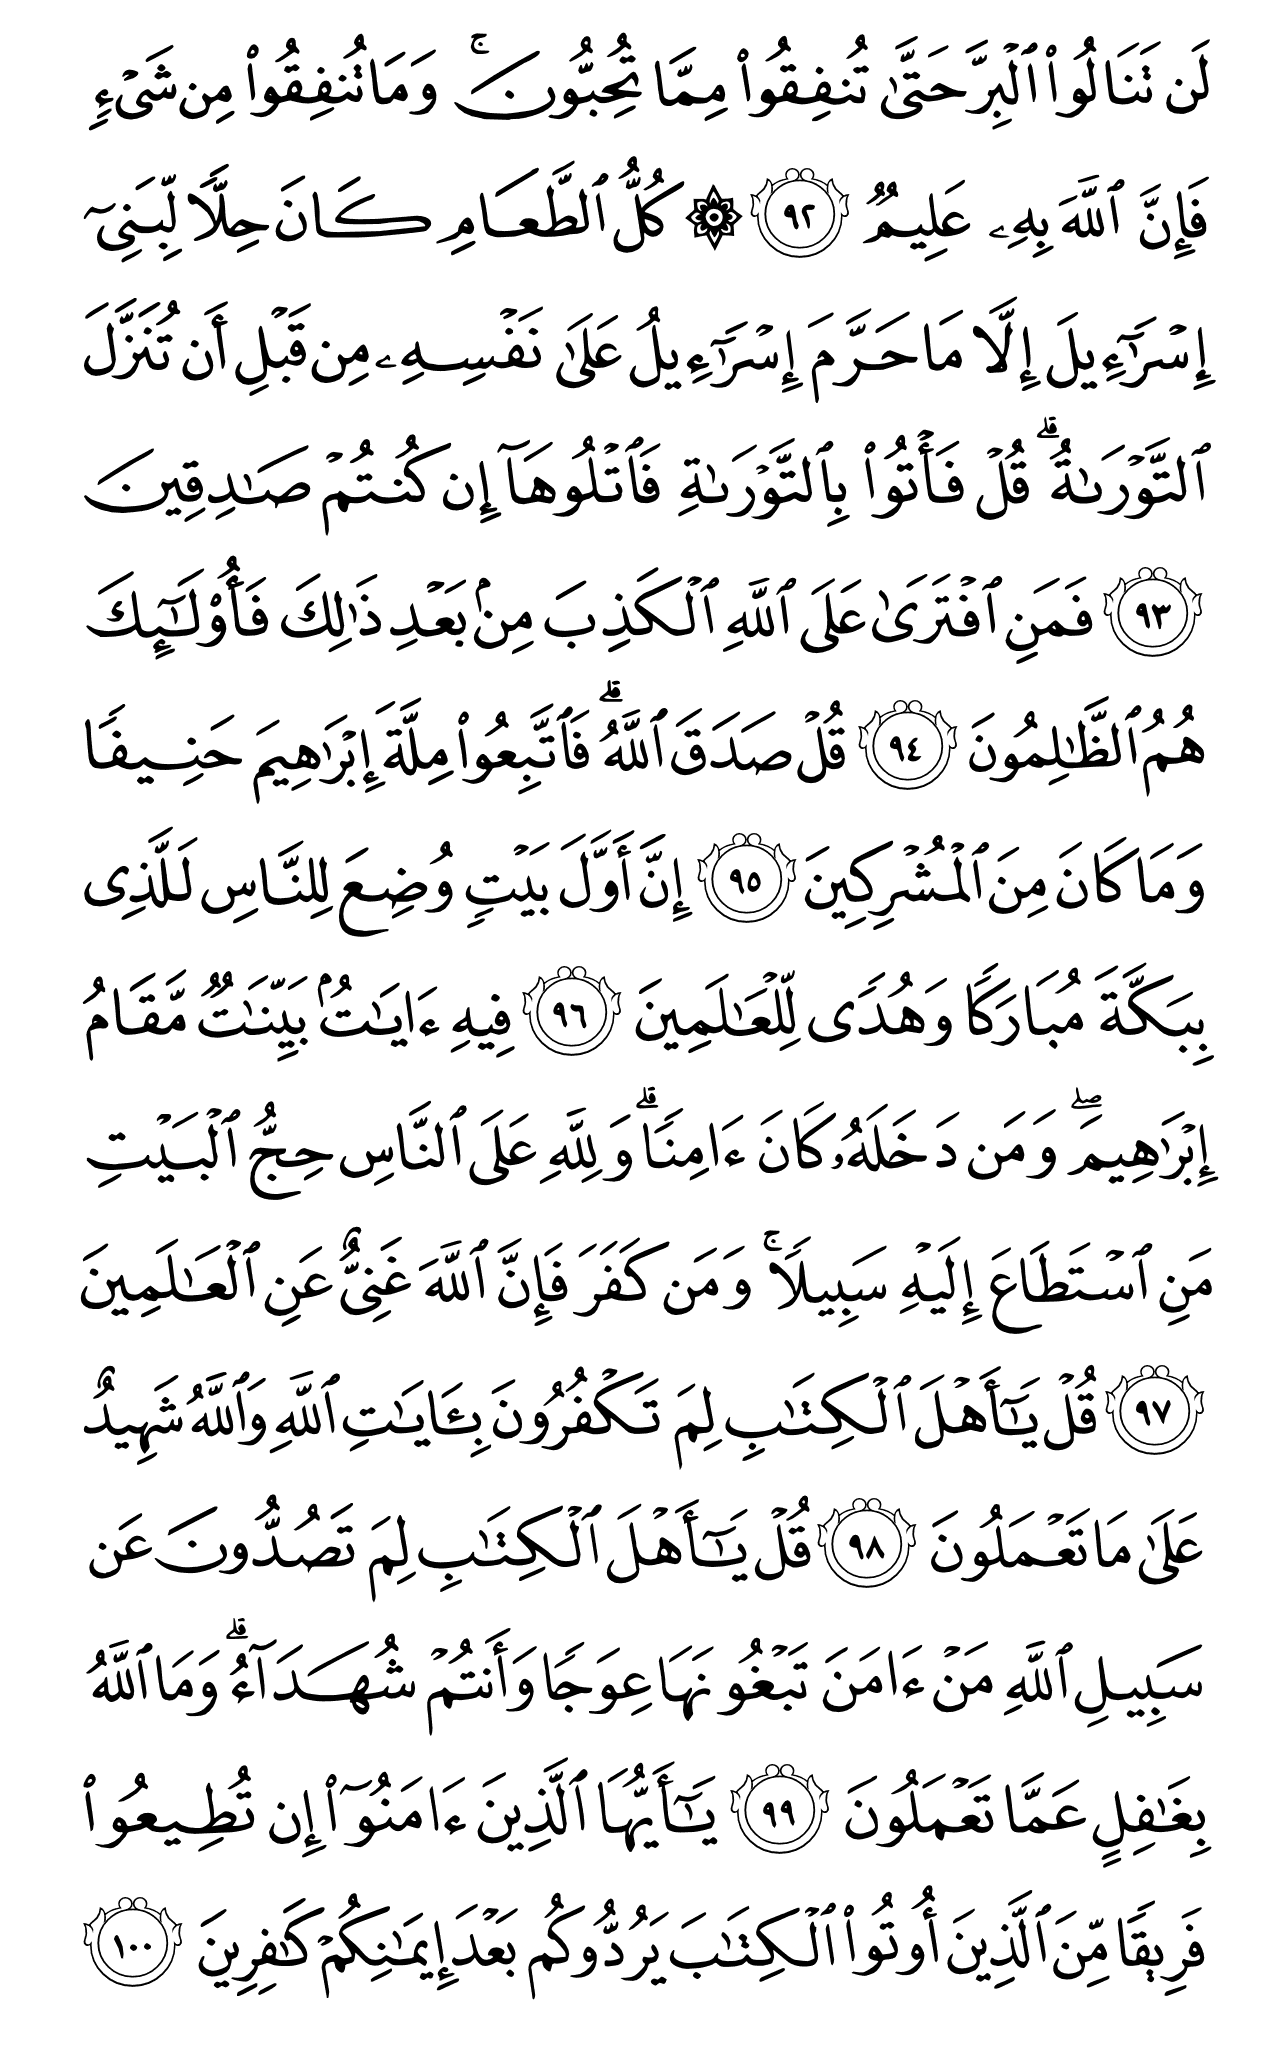 لَن تَنَالُوا۟ ٱلْبِرَّ حَتَّىٰ تُنفِقُوا۟ مِمَّا تُحِبُّونَ ۚ وَمَا تُنفِقُوا۟ مِن شَىْءٍ
فَإِنَّ ٱللَّهَ بِهِۦ عَلِيمٌ ٩٢ ۞ كُلُّ ٱلطَّعَامِ كَانَ حِلًّا لِّبَنِىٓ
إِسْرَٰٓءِيلَ إِلَّا مَا حَرَّمَ إِسْرَٰٓءِيلُ عَلَىٰ نَفْسِهِۦ مِن قَبْلِ أَن تُنَزَّلَ
ٱلتَّوْرَىٰةُ ۗ قُلْ فَأْتُوا۟ بِٱلتَّوْرَىٰةِ فَٱتْلُوهَآ إِن كُنتُمْ صَـٰدِقِينَ
٩٣ فَمَنِ ٱفْتَرَىٰ عَلَى ٱللَّهِ ٱلْكَذِبَ مِنۢ بَعْدِ ذَٰلِكَ فَأُو۟لَـٰٓئِكَ
هُمُ ٱلظَّـٰلِمُونَ ٩٤ قُلْ صَدَقَ ٱللَّهُ ۗ فَٱتَّبِعُوا۟ مِلَّةَ إِبْرَٰهِيمَ حَنِيفًا
وَمَا كَانَ مِنَ ٱلْمُشْرِكِينَ ٩٥ إِنَّ أَوَّلَ بَيْتٍ وُضِعَ لِلنَّاسِ لَلَّذِى
بِبَكَّةَ مُبَارَكًا وَهُدًى لِّلْعَـٰلَمِينَ ٩٦ فِيهِ ءَايَـٰتٌۢ بَيِّنَـٰتٌ مَّقَامُ
إِبْرَٰهِيمَ ۖ وَمَن دَخَلَهُۥ كَانَ ءَامِنًا ۗ وَلِلَّهِ عَلَى ٱلنَّاسِ حِجُّ ٱلْبَيْتِ
مَنِ ٱسْتَطَاعَ إِلَيْهِ سَبِيلًا ۚ وَمَن كَفَرَ فَإِنَّ ٱللَّهَ غَنِىٌّ عَنِ ٱلْعَـٰلَمِينَ
٩٧ قُلْ يَـٰٓأَهْلَ ٱلْكِتَـٰبِ لِمَ تَكْفُرُونَ بِـَٔايَـٰتِ ٱللَّهِ وَٱللَّهُ شَهِيدٌ
عَلَىٰ مَا تَعْمَلُونَ ٩٨ قُلْ يَـٰٓأَهْلَ ٱلْكِتَـٰبِ لِمَ تَصُدُّونَ عَن
سَبِيلِ ٱللَّهِ مَنْ ءَامَنَ تَبْغُونَهَا عِوَجًا وَأَنتُمْ شُهَدَآءُ ۗ وَمَا ٱللَّهُ
بِغَـٰفِلٍ عَمَّا تَعْمَلُونَ ٩٩ يَـٰٓأَيُّهَا ٱلَّذِينَ ءَامَنُوٓا۟ إِن تُطِيعُوا۟
فَرِيقًا مِّنَ ٱلَّذِينَ أُوتُوا۟ ٱلْكِتَـٰبَ يَرُدُّوكُم بَعْدَ إِيمَـٰنِكُمْ كَـٰفِرِينَ ١٠٠